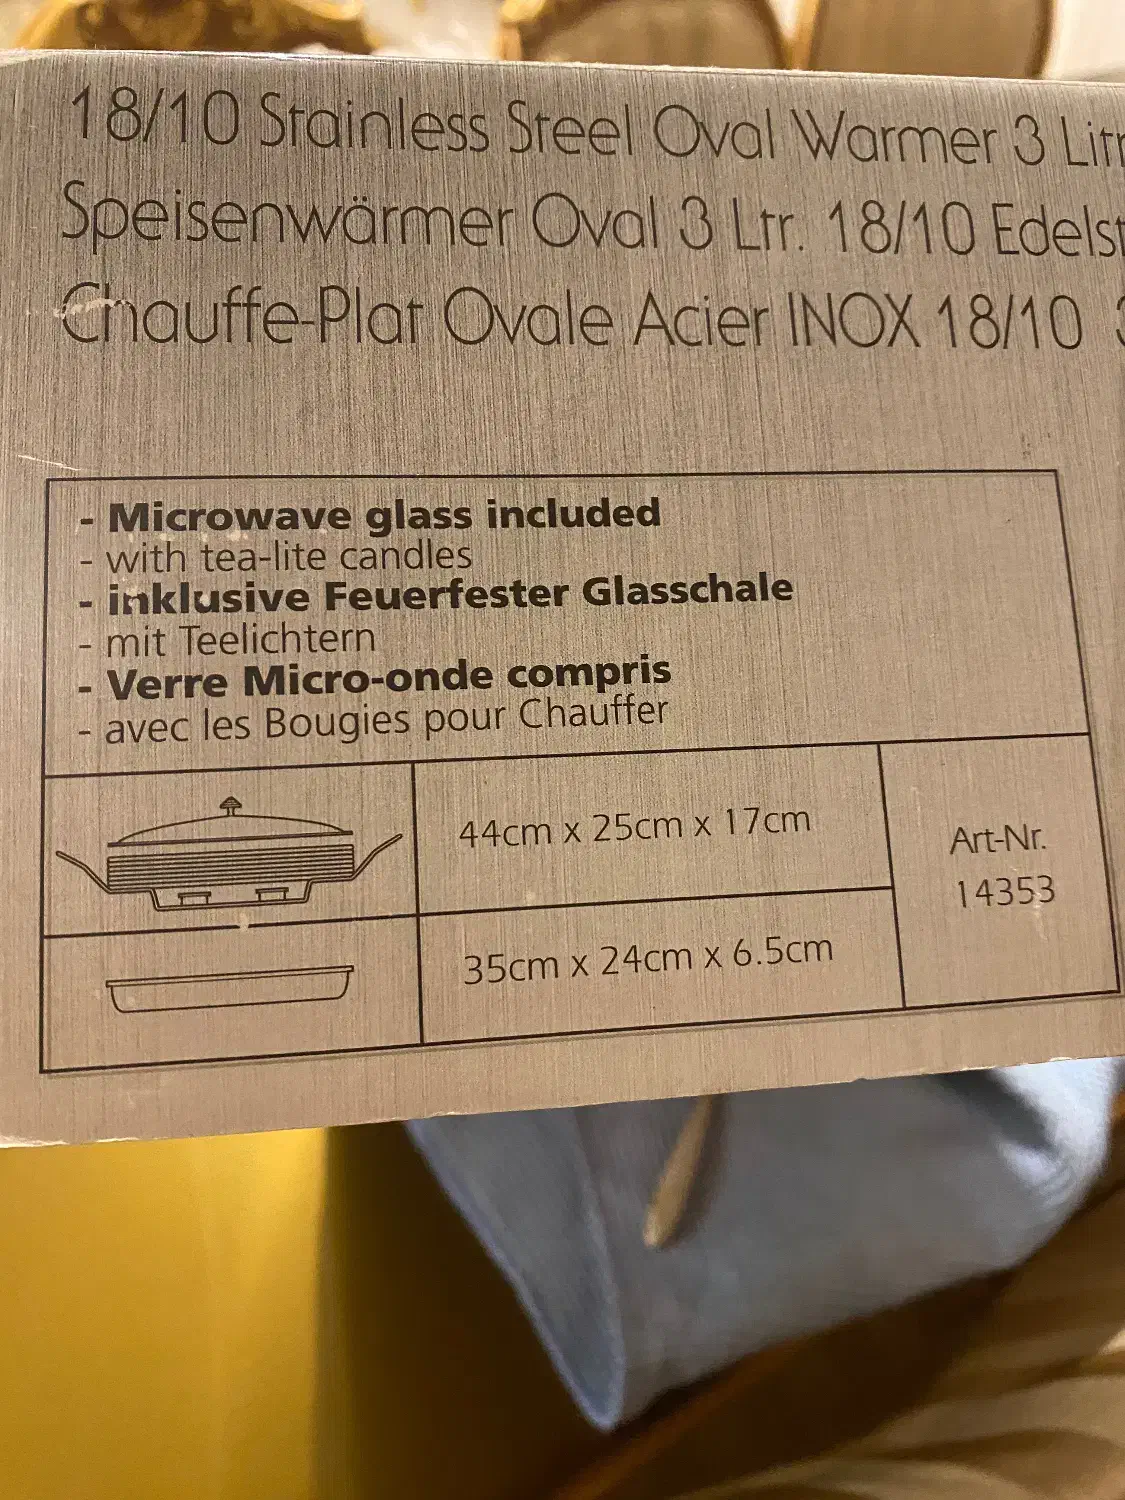 18/10 Stainless Steel Oval Warmer 3
Speisenwärmer Oval 3 Ltr. 18/10
Chauffe-Plat Ovale Acier INOX 18/10
- Microwave glass included
- with tea-lite candles
- inklusive Feuerfester Glasschale
- mit Teelichtern
- Verre Micro-onde compris
- avec les Bougies pour Chauffer
44cm x 25cm x 17cm
Art-Nr.
14353
35cm x 24cm x 6.5cm